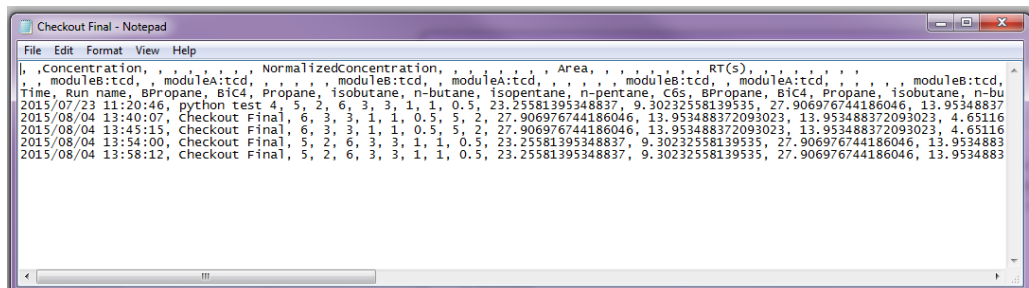 Checkout Final - Notepad
File Edit Format View Help
, ,Concentration, , , , , , , NormalizedConcentration, , , , , , , Area, , , , , , , RT(s), , , , , , , ,
, moduleB:tcd, , moduleA:tcd, , , , , , moduleB:tcd, , moduleA:tcd, , , , , , moduleB:tcd, , moduleA:tcd, , , , , , moduleB:tcd,
Time, Run name, BPropane, BiC4, Propane, isobutane, n-butane, isopentane, n-pentane, C6s, BPropane, BiC4, Propane, isobutane, n-bu
2015/07/23 11:20:46, python test 4, 5, 2, 6, 3, 3, 1, 1, 0.5, 23.25581395348837, 9.30232558139535, 27.906976744186046, 13.95348837
2015/08/04 13:40:07, Checkout Final, 6, 3, 3, 1, 1, 0.5, 5, 2, 27.906976744186046, 13.953488372093023, 13.953488372093023, 4.65116
2015/08/04 13:45:15, Checkout Final, 6, 3, 3, 1, 1, 0.5, 5, 2, 27.906976744186046, 13.953488372093023, 13.953488372093023, 4.65116
2015/08/04 13:54:00, Checkout Final, 5, 2, 6, 3, 3, 1, 1, 0.5, 23.25581395348837, 9.30232558139535, 27.906976744186046, 13.9534883
2015/08/04 13:58:12, Checkout Final, 5, 2, 6, 3, 3, 1, 1, 0.5, 23.25581395348837, 9.30232558139535, 27.906976744186046, 13.9534883